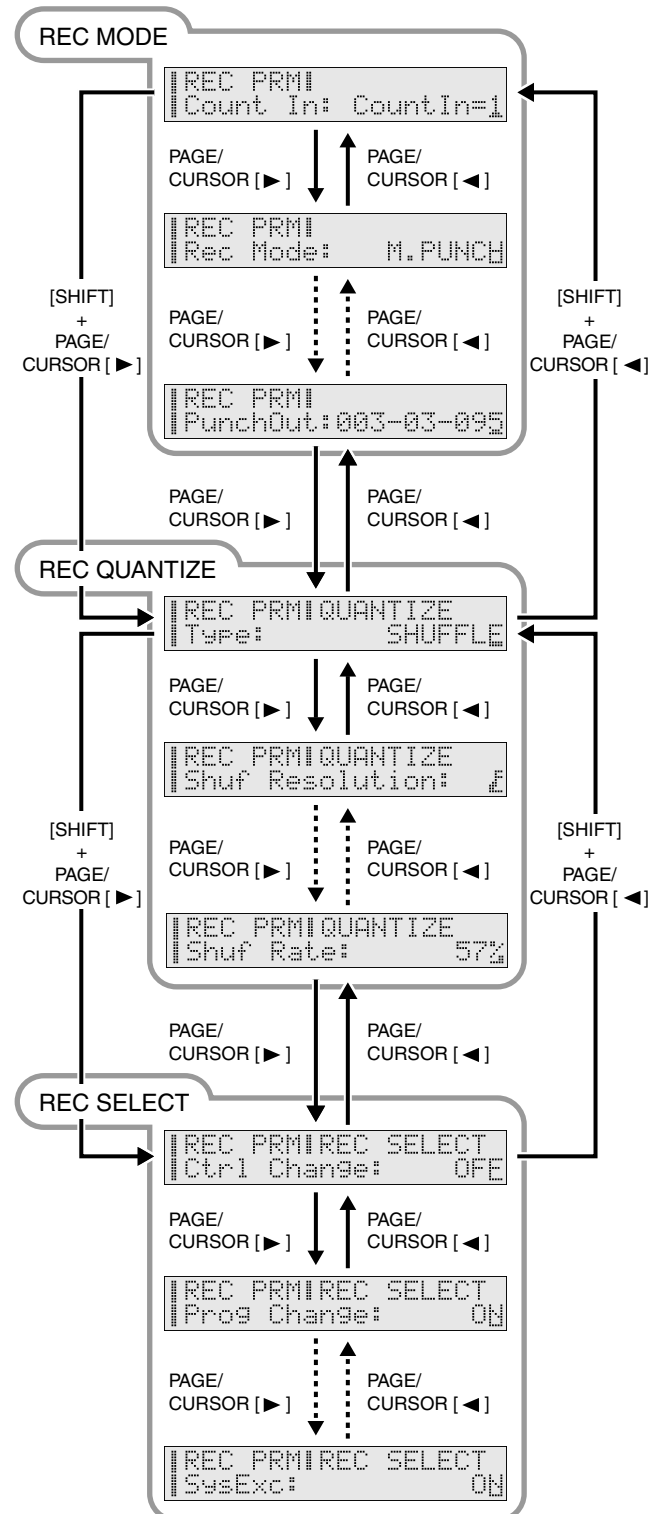 REC MODE
REC PRM
Count In: CountIn=1
PAGE/ PAGE/
CURSOR [ ▶ ] CURSOR [ ◀ ]
REC PRM
Rec Mode: M.PUNCH
[SHIFT] [SHIFT]
+ +
PAGE/ PAGE/
CURSOR [ ▶ ] CURSOR [ ◀ ]
PAGE/ PAGE/
CURSOR [ ▶ ] CURSOR [ ◀ ]
REC PRM
PunchOut:003-03-095
PAGE/ PAGE/
CURSOR [ ▶ ] CURSOR [ ◀ ]
REC QUANTIZE
REC PRM QUANTIZE
Type: SHUFFLE
PAGE/ PAGE/
CURSOR [ ▶ ] CURSOR [ ◀ ]
REC PRM QUANTIZE
Shuf Resolution:
[SHIFT] [SHIFT]
+ +
PAGE/ PAGE/
CURSOR [ ▶ ] CURSOR [ ◀ ]
PAGE/ PAGE/
CURSOR [ ▶ ] CURSOR [ ◀ ]
REC PRM QUANTIZE
Shuf Rate: 57%
PAGE/ PAGE/
CURSOR [ ▶ ] CURSOR [ ◀ ]
REC SELECT
REC PRM REC SELECT
Ctrl Change: OFF
PAGE/ PAGE/
CURSOR [ ▶ ] CURSOR [ ◀ ]
REC PRM REC SELECT
Prog Change: ON
PAGE/ PAGE/
CURSOR [ ▶ ] CURSOR [ ◀ ]
REC PRM REC SELECT
SysExc: ON